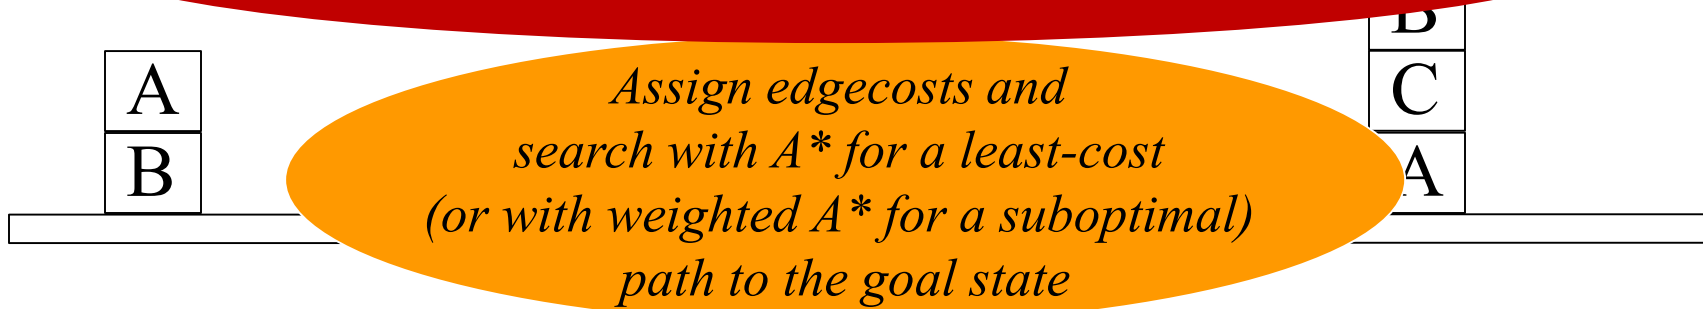 B
A
C
B
A
Assign edgecosts and
search with A* for a least-cost
(or with weighted A* for a suboptimal)
path to the goal state